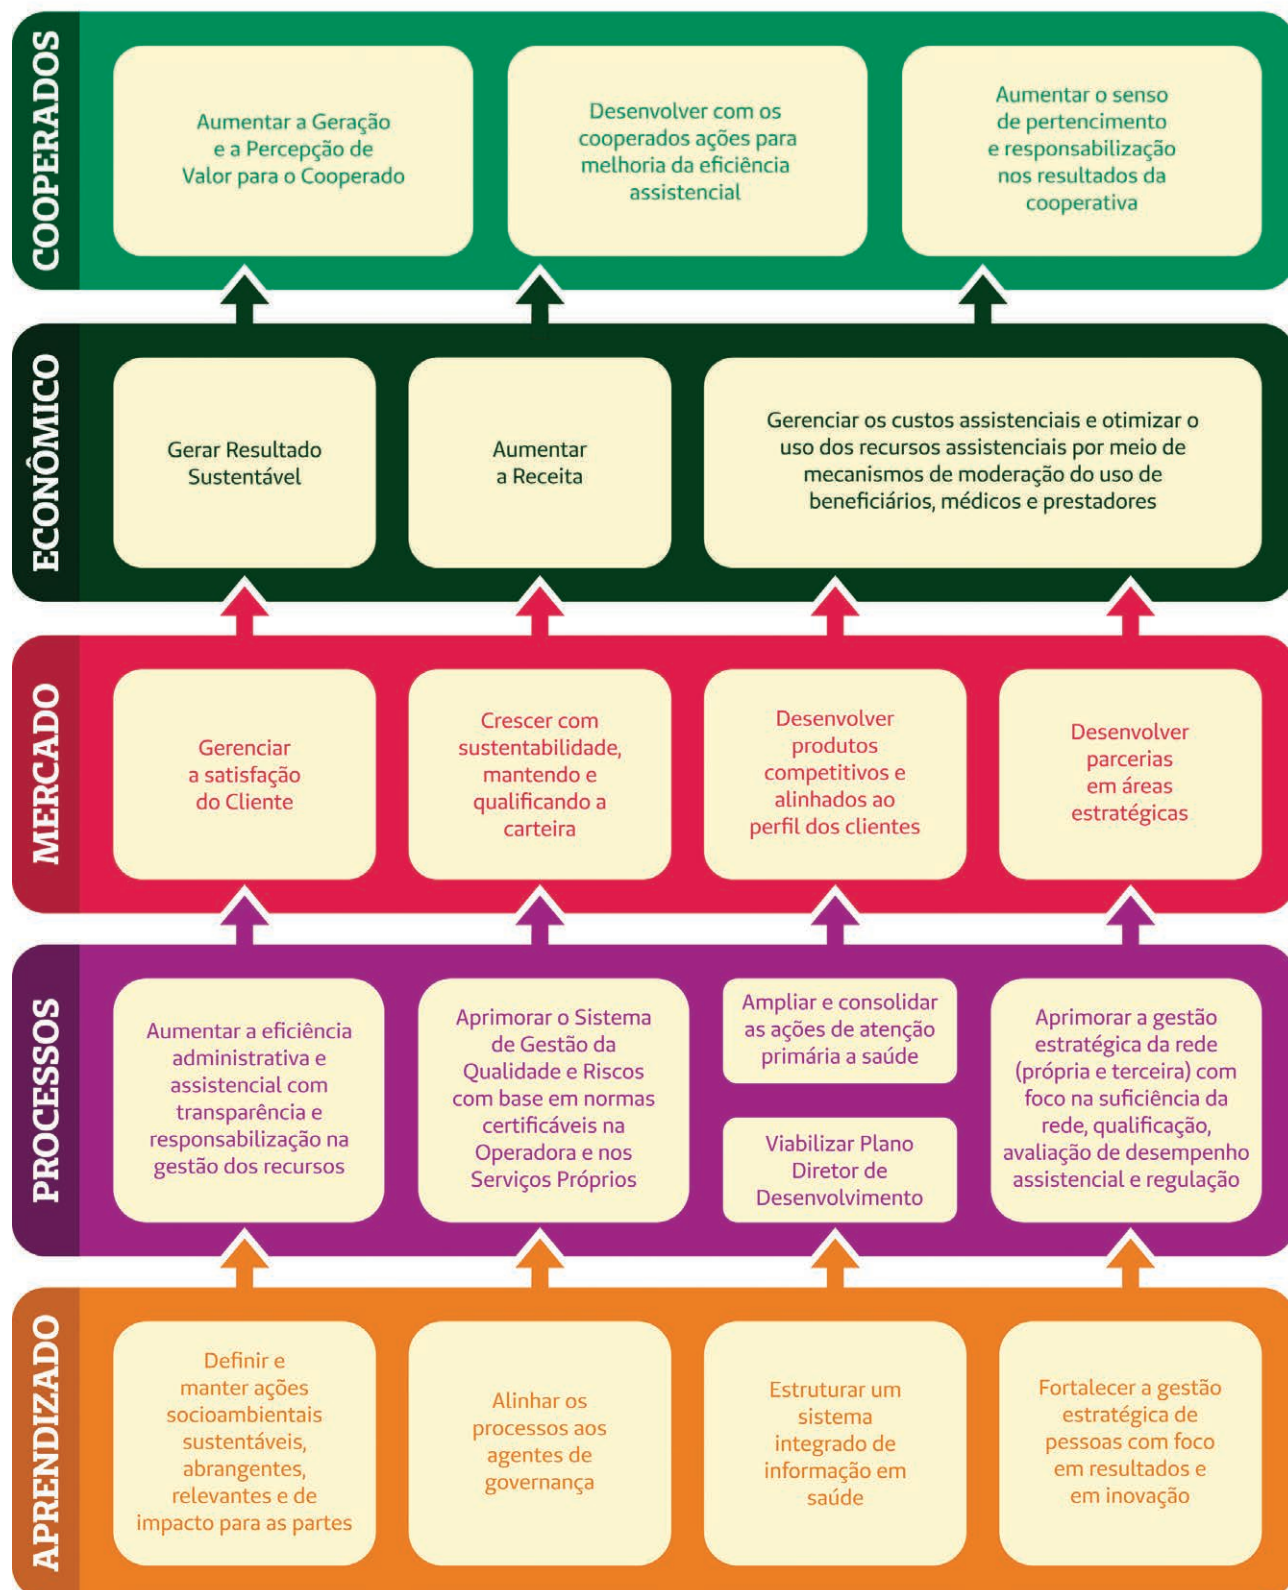 COOPERADOS
Aumentar a Geração
e a Percepção de
Valor para o Cooperado
Desenvolver com os
cooperados ações para
melhoria da eficiência
assistencial
Aumentar o senso
de pertencimento
e responsabilização
nos resultados da
cooperativa
ECONÔMICO
Gerar Resultado
Sustentável
Aumentar
a Receita
Gerenciar os custos assistenciais e otimizar o
uso dos recursos assistenciais por meio de
mecanismos de moderação do uso de
beneficiários, médicos e prestadores
MERCADO
Gerenciar
a satisfação
do Cliente
Crescer com
sustentabilidade,
mantendo e
qualificando a
carteira
Desenvolver
produtos
competitivos e
alinhados ao
perfil dos clientes
Desenvolver
parcerias
em áreas
estratégicas
PROCESSOS
Aumentar a eficiência
administrativa e
assistencial com
transparência e
responsabilização na
gestão dos recursos
Aprimorar o Sistema
de Gestão da
Qualidade e Riscos
com base em normas
certificáveis na
Operadora e nos
Serviços Próprios
Ampliar e consolidar
as ações de atenção
primária a saúde
Viabilizar Plano
Diretor de
Desenvolvimento
Aprimorar a gestão
estratégica da rede
(própria e terceira) com
foco na suficiência da
rede, qualificação,
avaliação de desempenho
assistencial e regulação
APRENDIZADO
Definir e
manter ações
socioambientais
sustentáveis,
abrangentes,
relevantes e de
impacto para as partes
Alinhar os
processos aos
agentes de
governança
Estruturar um
sistema
integrado de
informação em
saúde
Fortalecer a gestão
estratégica de
pessoas com foco
em resultados e
em inovação